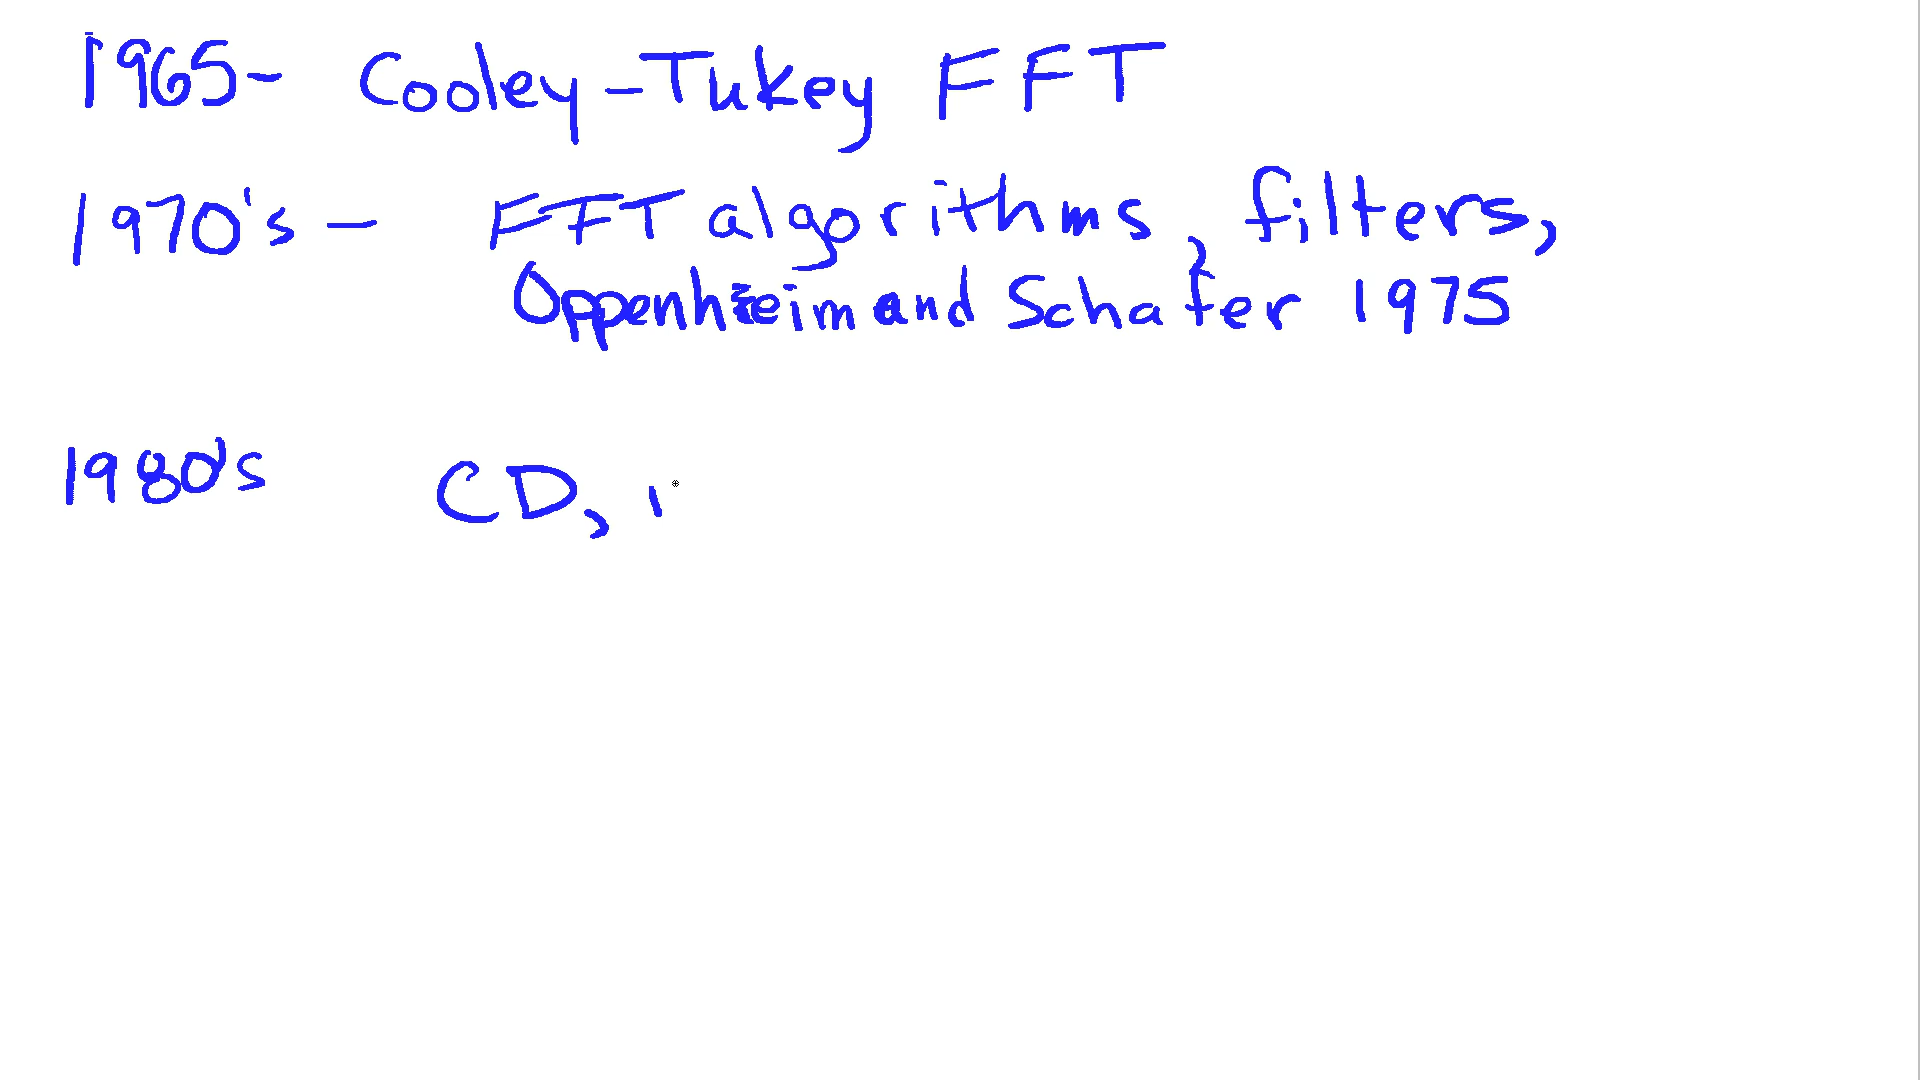 1965- Cooley-Tukey FFT
1970's - FFT algorithms, filters,
Oppenheim and Schafer 1975
1980's CD,